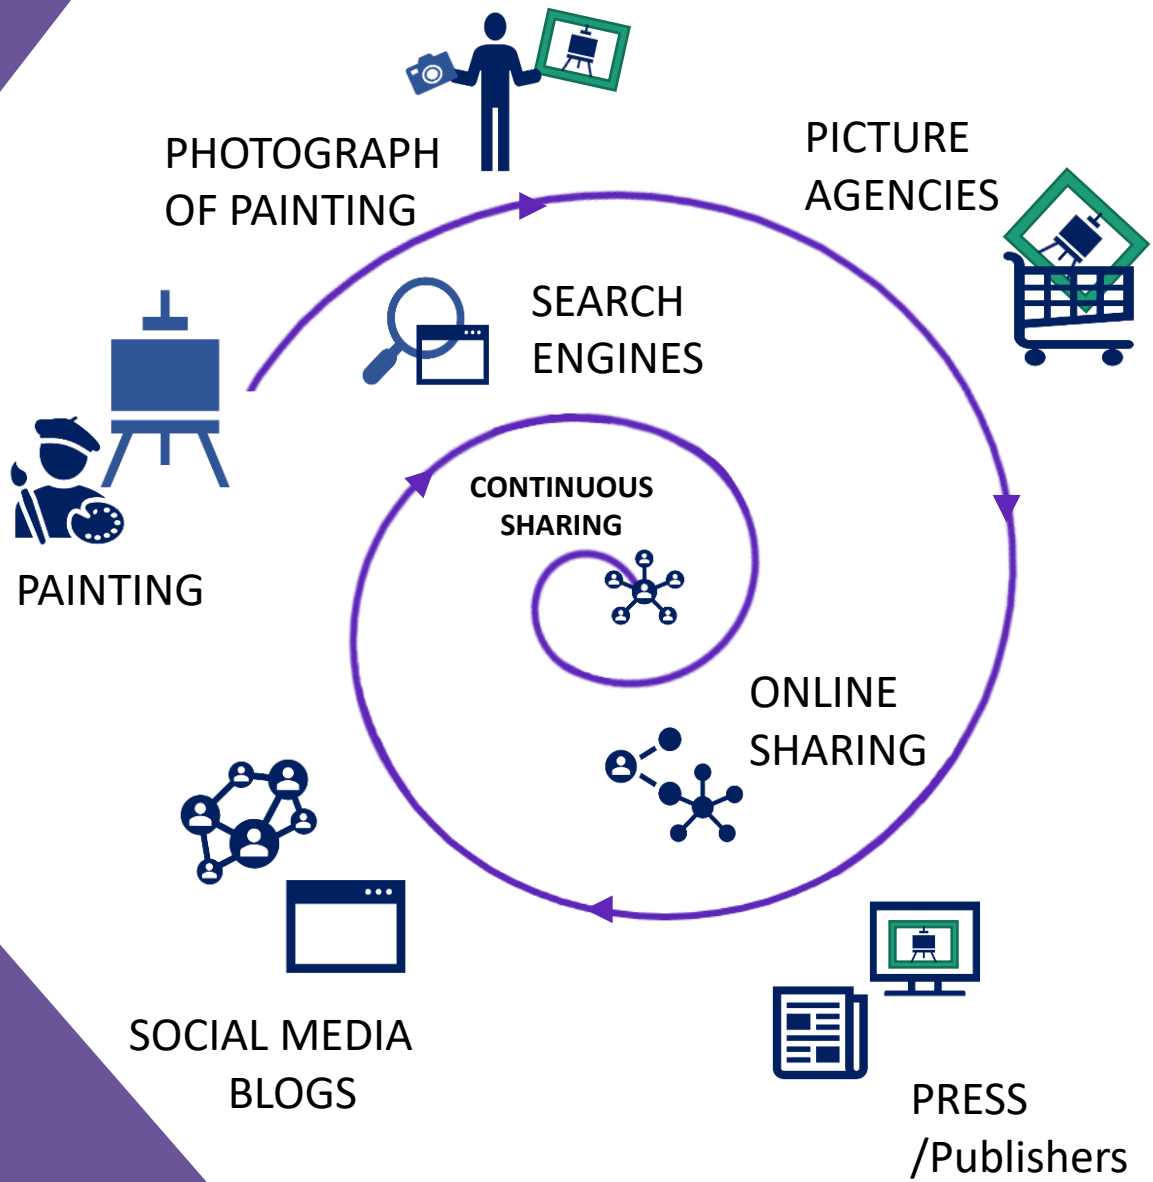 PHOTOGRAPH
OF PAINTING
PICTURE
AGENCIES
SEARCH
ENGINES
CONTINUOUS
SHARING
PAINTING
ONLINE
SHARING
SOCIAL MEDIA
BLOGS
PRESS
/Publishers